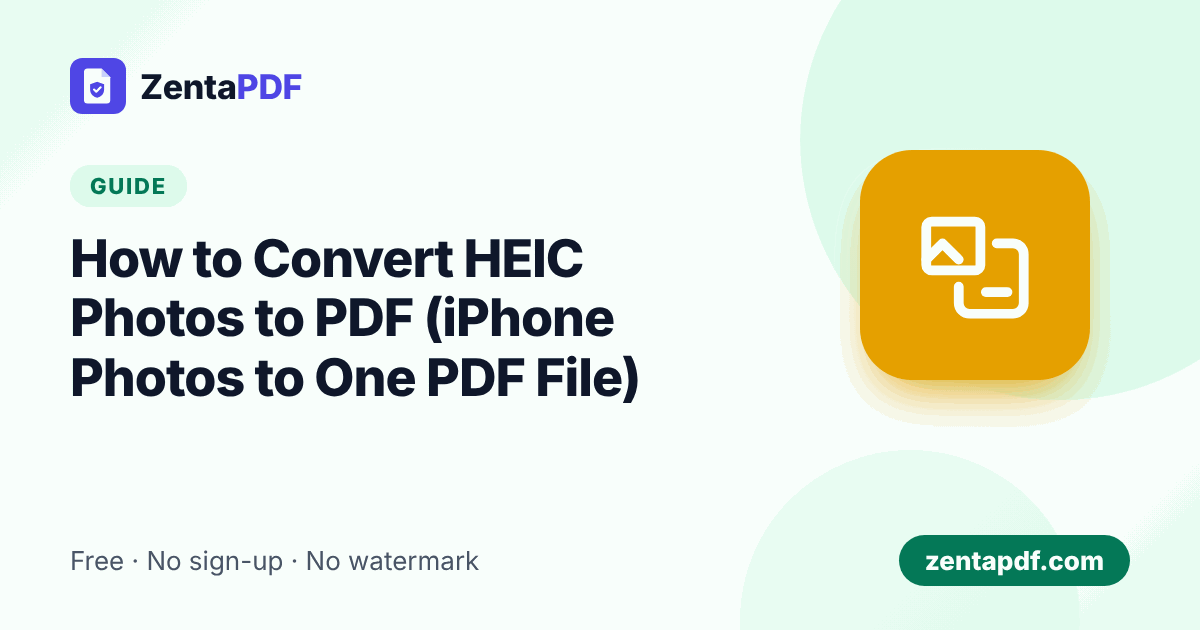 ZentaPDF
GUIDE
How to Convert HEIC
Photos to PDF (iPhone
Photos to One PDF File)
Free · No sign-up · No watermark
zentapdf.com